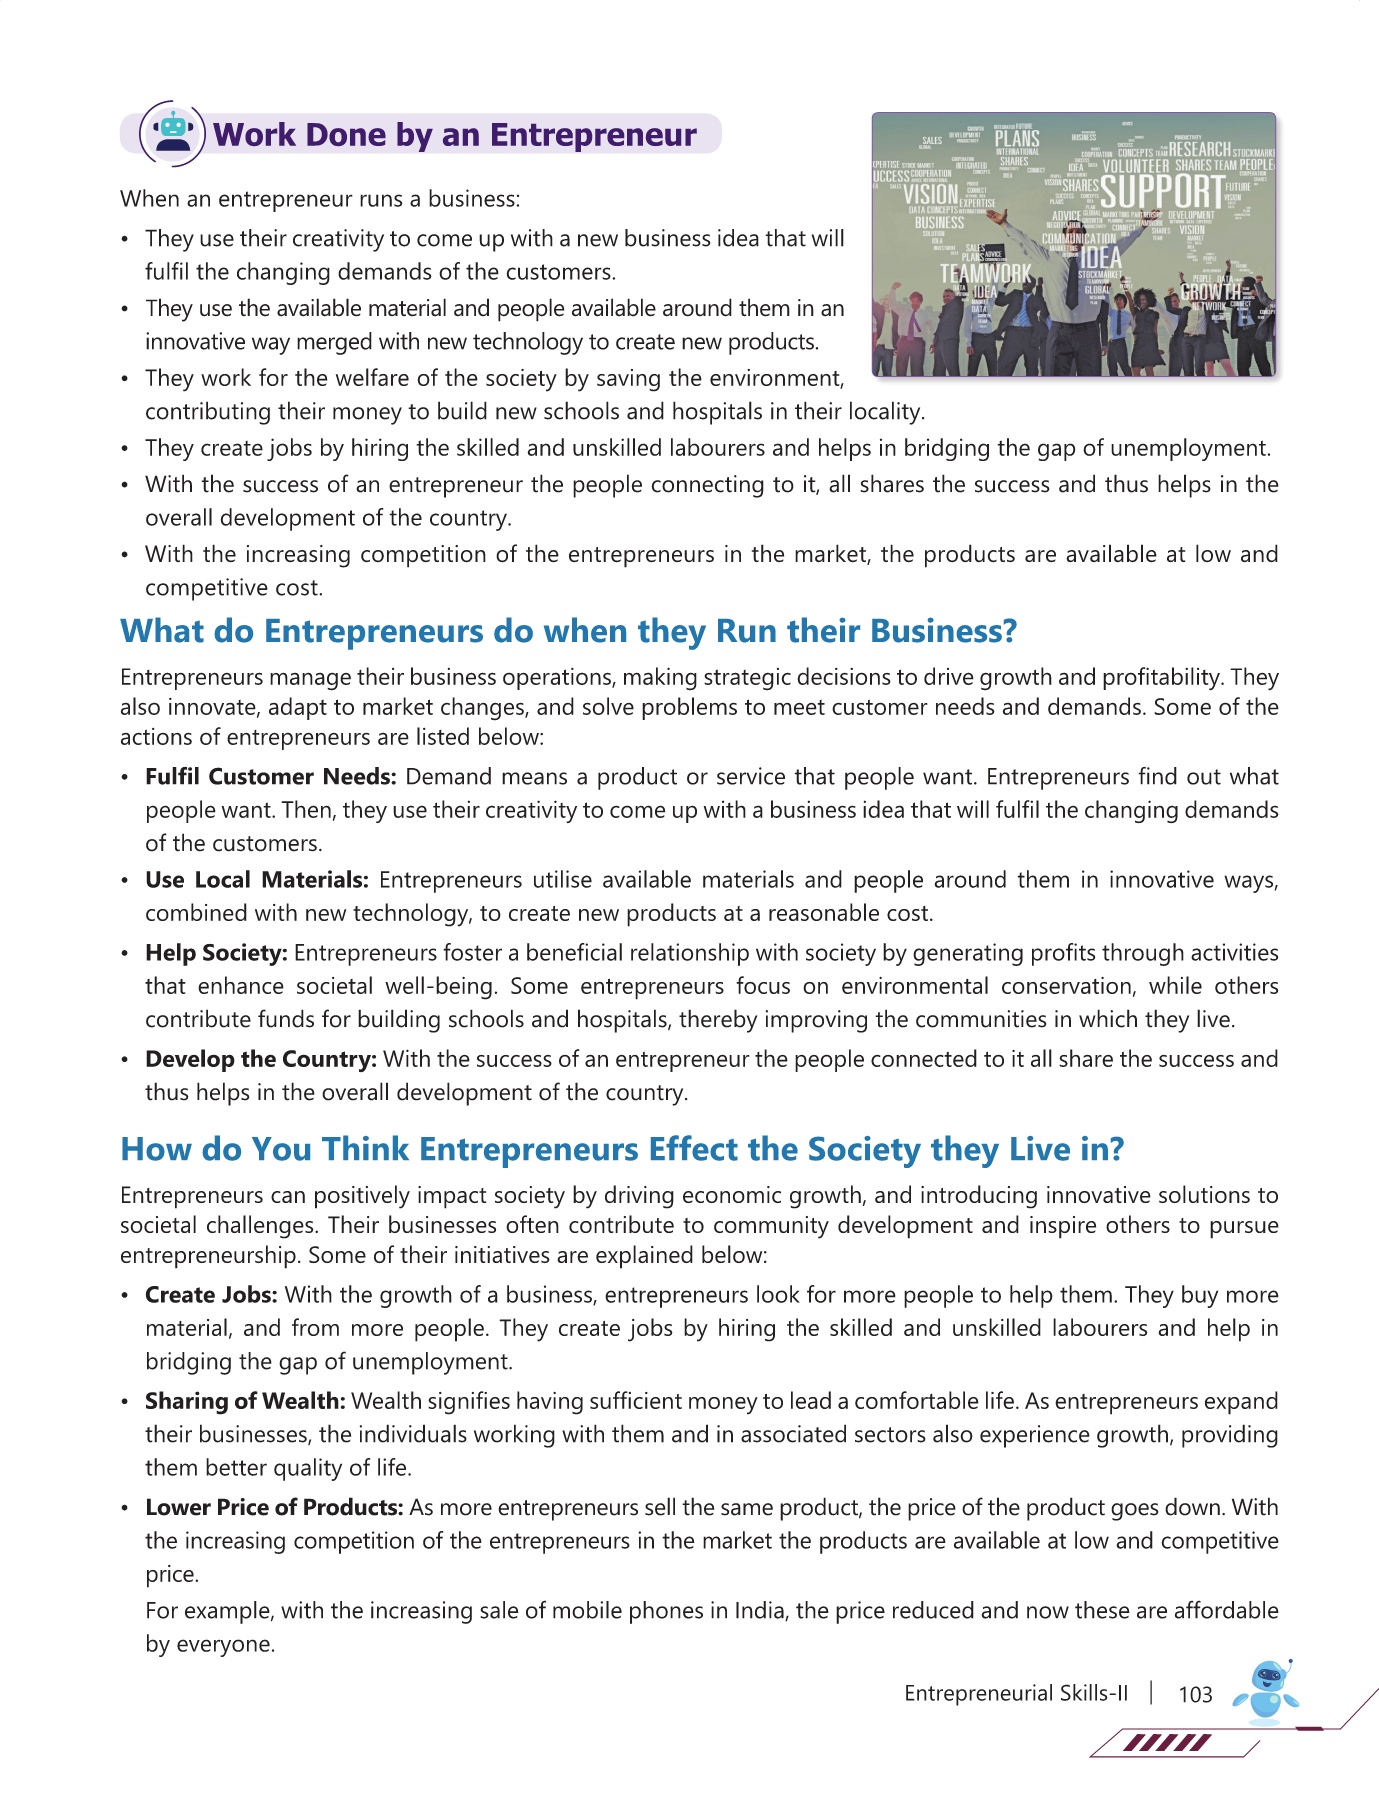 Work Done by an Entrepreneur
When an entrepreneur runs a business:
• They use their creativity to come up with a new business idea that will
fulfil the changing demands of the customers.
• They use the available material and people available around them in an
innovative way merged with new technology to create new products.
• They work for the welfare of the society by saving the environment,
contributing their money to build new schools and hospitals in their locality.
• They create jobs by hiring the skilled and unskilled labourers and helps in bridging the gap of unemployment.
• With the success of an entrepreneur the people connecting to it, all shares the success and thus helps in the
overall development of the country.
• With the increasing competition of the entrepreneurs in the market, the products are available at low and
competitive cost.
PLANS
INTERNATIONAL
SHARES
SALES
BUSINESS
CONCEPTS TEAM RESEARCH STOCKMARKE
IDEA VOLUNTEER SHARES TEAM PEOPLE
VISION SHARES SUPPORT FUTURE
VISION EXPERTISE
DATA CONCEPTS
BUSINESS
ADVICE GLOBAL MARKETING PARTNERSHIP DEVELOPMENT
VISION
COMMUNICATION
IDEA
STOCKMARKET
GLOBAL
SALES
PLANS ADVICE
TEAMWORK
IDEA
DATA
PEOPLE DATA
GROWTH
NETWORK CONNECT
What do Entrepreneurs do when they Run their Business?
Entrepreneurs manage their business operations, making strategic decisions to drive growth and profitability. They
also innovate, adapt to market changes, and solve problems to meet customer needs and demands. Some of the
actions of entrepreneurs are listed below:
• Fulfil Customer Needs: Demand means a product or service that people want. Entrepreneurs find out what
people want. Then, they use their creativity to come up with a business idea that will fulfil the changing demands
of the customers.
• Use Local Materials: Entrepreneurs utilise available materials and people around them in innovative ways,
combined with new technology, to create new products at a reasonable cost.
• Help Society: Entrepreneurs foster a beneficial relationship with society by generating profits through activities
that enhance societal well-being. Some entrepreneurs focus on environmental conservation, while others
contribute funds for building schools and hospitals, thereby improving the communities in which they live.
• Develop the Country: With the success of an entrepreneur the people connected to it all share the success and
thus helps in the overall development of the country.
How do You Think Entrepreneurs Effect the Society they Live in?
Entrepreneurs can positively impact society by driving economic growth, and introducing innovative solutions to
societal challenges. Their businesses often contribute to community development and inspire others to pursue
entrepreneurship. Some of their initiatives are explained below:
• Create Jobs: With the growth of a business, entrepreneurs look for more people to help them. They buy more
material, and from more people. They create jobs by hiring the skilled and unskilled labourers and help in
bridging the gap of unemployment.
• Sharing of Wealth: Wealth signifies having sufficient money to lead a comfortable life. As entrepreneurs expand
their businesses, the individuals working with them and in associated sectors also experience growth, providing
them better quality of life.
• Lower Price of Products: As more entrepreneurs sell the same product, the price of the product goes down. With
the increasing competition of the entrepreneurs in the market the products are available at low and competitive
price.
For example, with the increasing sale of mobile phones in India, the price reduced and now these are affordable
by everyone.
Entrepreneurial Skills-II | 103